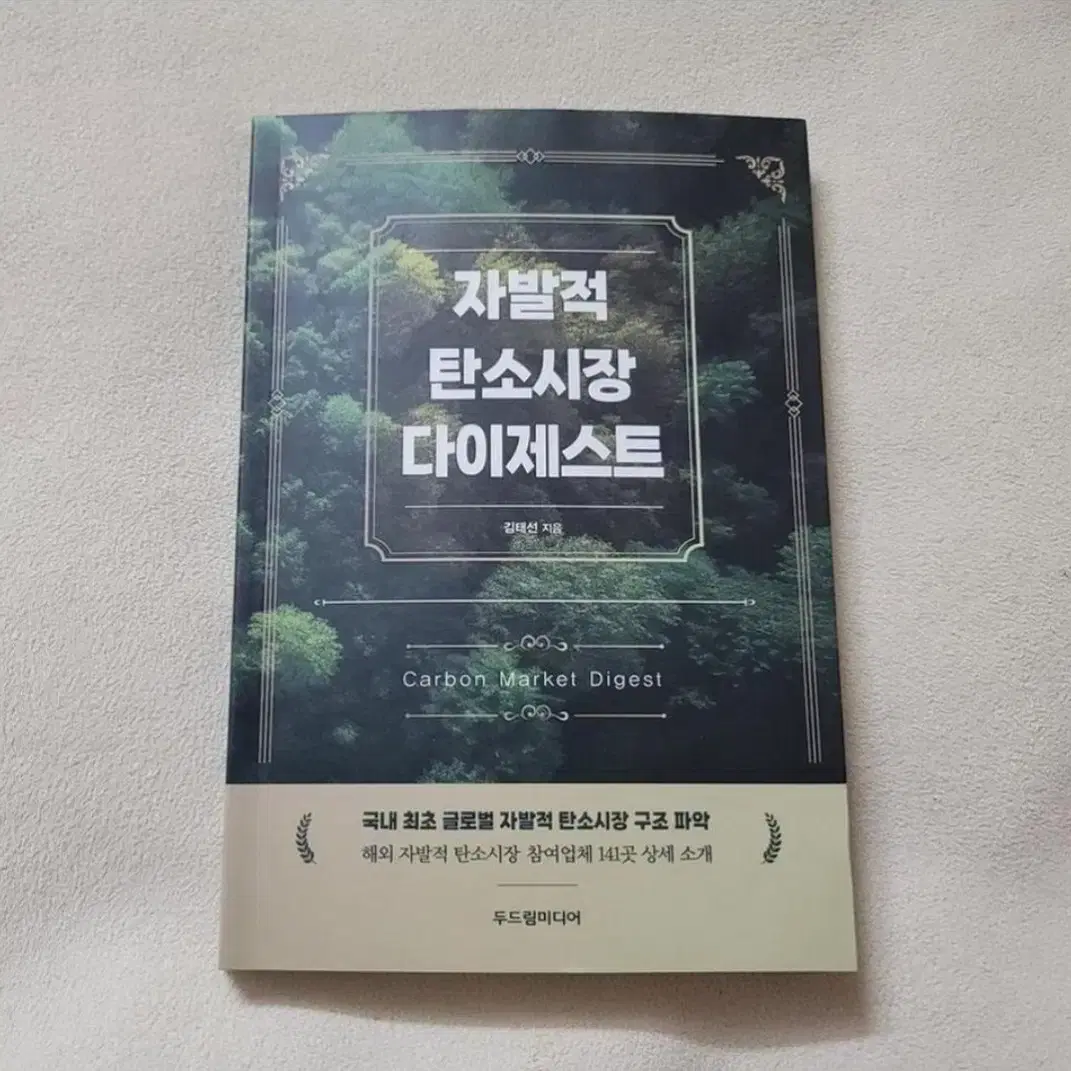 자발적
탄소시장
다이제스트
김태선 지음
Carbon Market Digest
국내 최초 글로벌 자발적 탄소시장 구조 파악
해외 자발적 탄소시장 참여업체 141곳 상세 소개
두드림미디어